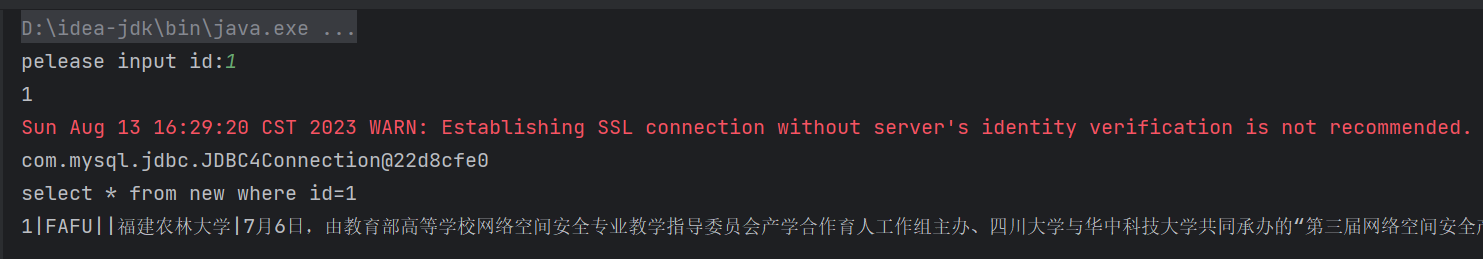 D:\idea-jdk\bin\java.exe ...
pelease input id:1
1
Sun Aug 13 16:29:20 CST 2023 WARN: Establishing SSL connection without server's identity verification is not recommended.
com.mysql.jdbc.JDBC4Connection@22d8cfe0
select * from new where id=1
1|FAFU||福建农林大学|7月6日，由教育部高等学校网络空间安全专业教学指导委员会产学合作育人工作组主办、四川大学与华中科技大学共同承办的“第三届网络空间安全